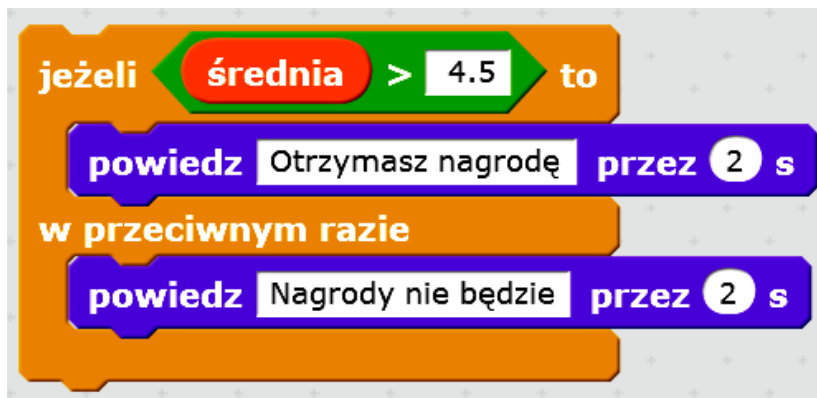 jeżeli średnia > 4.5 to
powiedz Otrzymasz nagrodę przez 2 s
w przeciwnym razie
powiedz Nagrody nie będzie przez 2 s